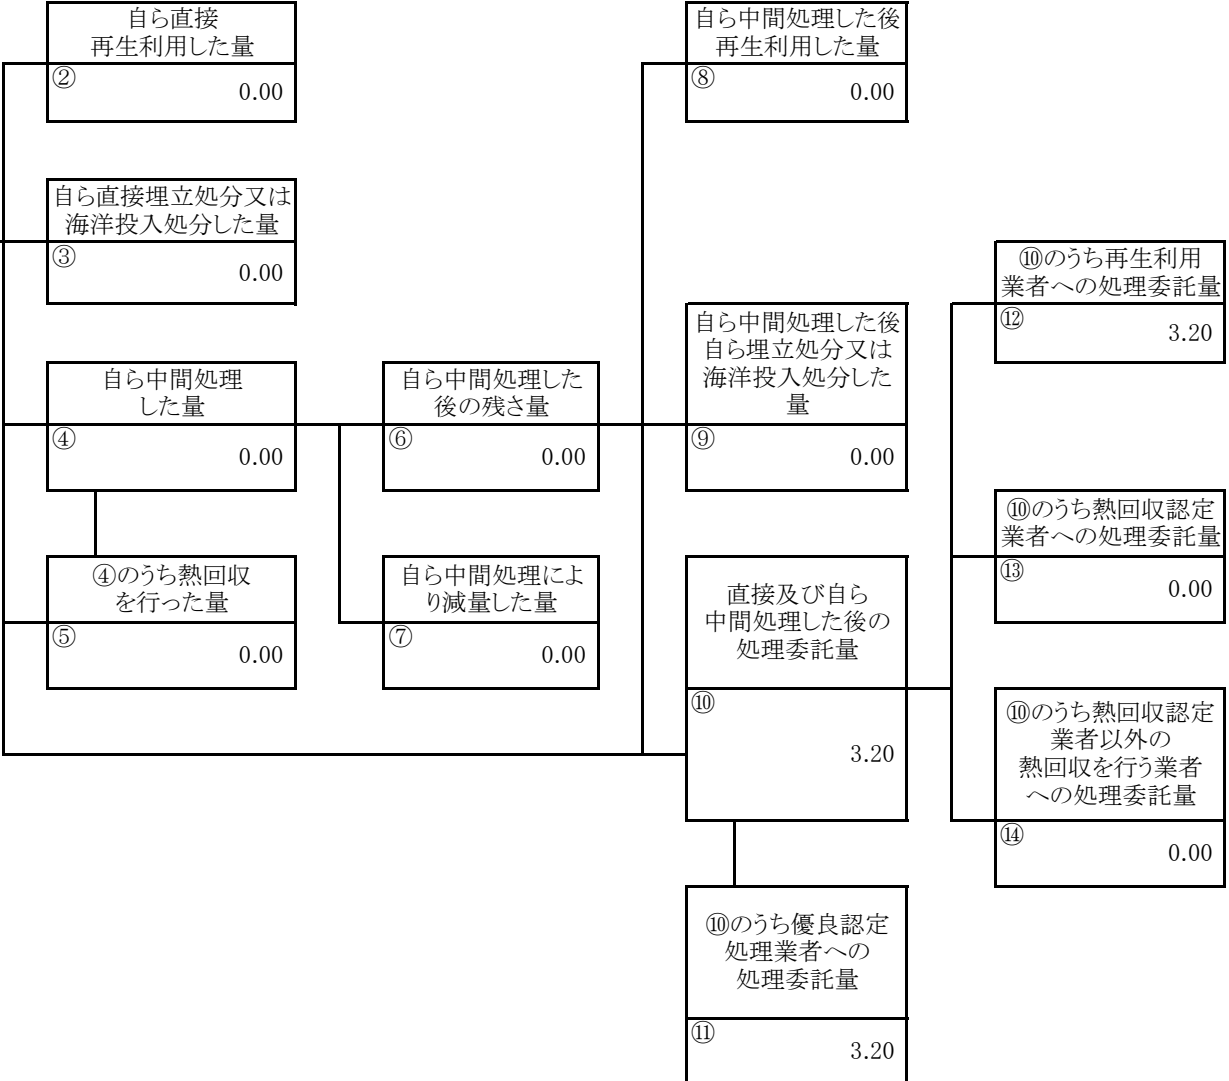 自ら直接
再生利用した量
②
0.00
自ら直接埋立処分又は
海洋投入処分した量
③
0.00
自ら中間処理
した量
④
0.00
④のうち熱回収
を行った量
⑤
0.00
自ら中間処理した
後の残さ量
⑥
0.00
自ら中間処理によ
り減量した量
⑦
0.00
自ら中間処理した後
再生利用した量
⑧
0.00
自ら中間処理した後
自ら埋立処分又は
海洋投入処分した
量
⑨
0.00
直接及び自ら
中間処理した後の
処理委託量
⑩
3.20
⑩のうち優良認定
処理業者への
処理委託量
⑪
3.20
⑩のうち再生利用
業者への処理委託量
⑫
3.20
⑩のうち熱回収認定
業者への処理委託量
⑬
0.00
⑩のうち熱回収認定
業者以外の
熱回収を行う業者
への処理委託量
⑭
0.00